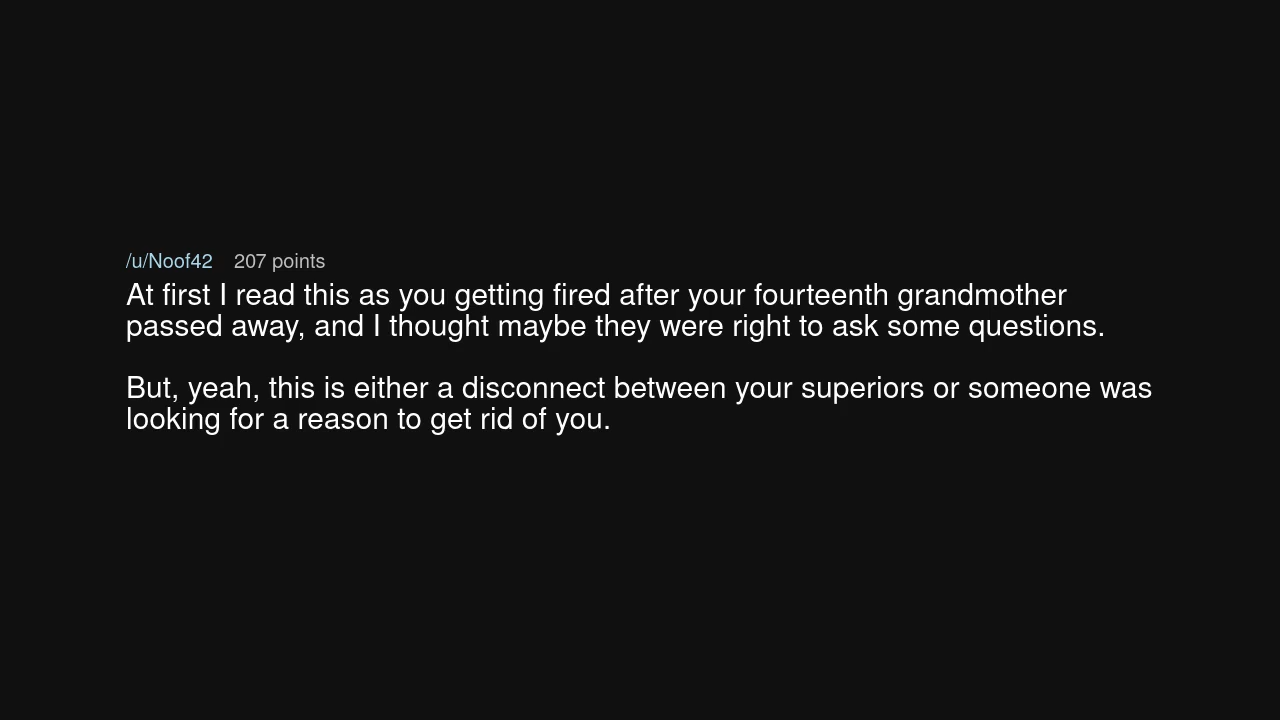 /u/Noof42 207 points
At first I read this as you getting fired after your fourteenth grandmother
passed away, and I thought maybe they were right to ask some questions.
But, yeah, this is either a disconnect between your superiors or someone was
looking for a reason to get rid of you.